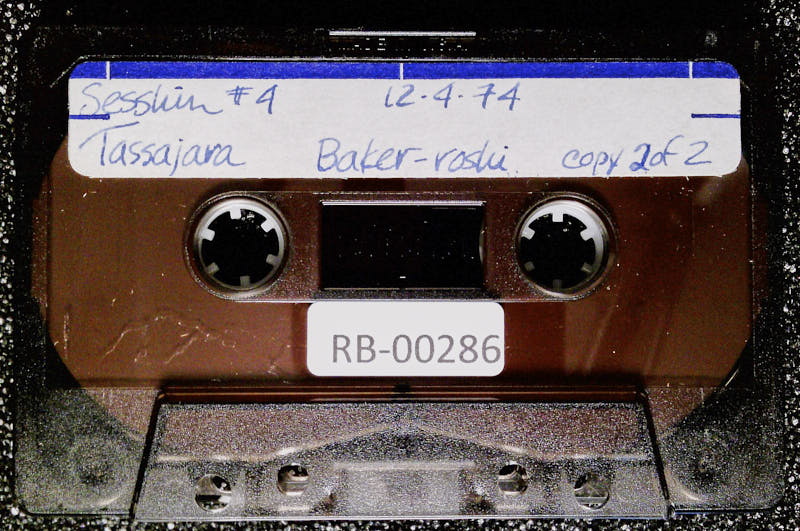 Sesshin #4 12-4-74
Tassajara Baker-roshi. copy 2 of 2
RB-00286